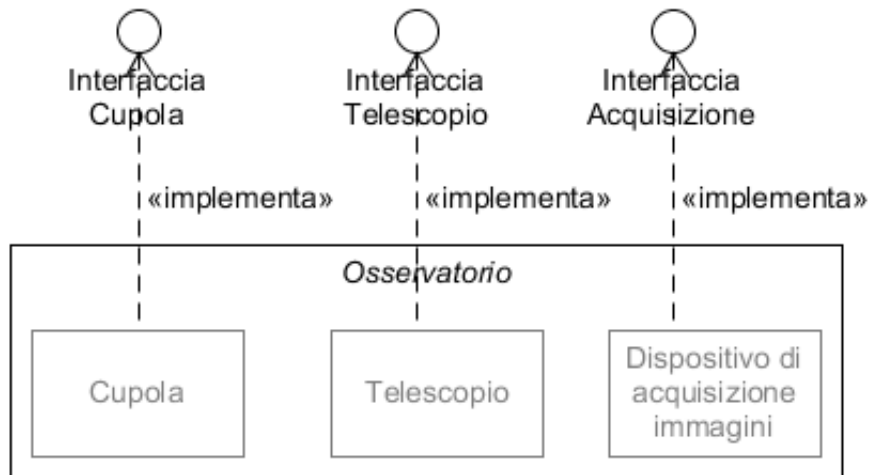 Interfaccia
Cupola
Interfaccia
Telescopio
Interfaccia
Acquisizione
«implementa»
«implementa»
«implementa»
Osservatorio
Cupola
Telescopio
Dispositivo di
acquisizione
immagini